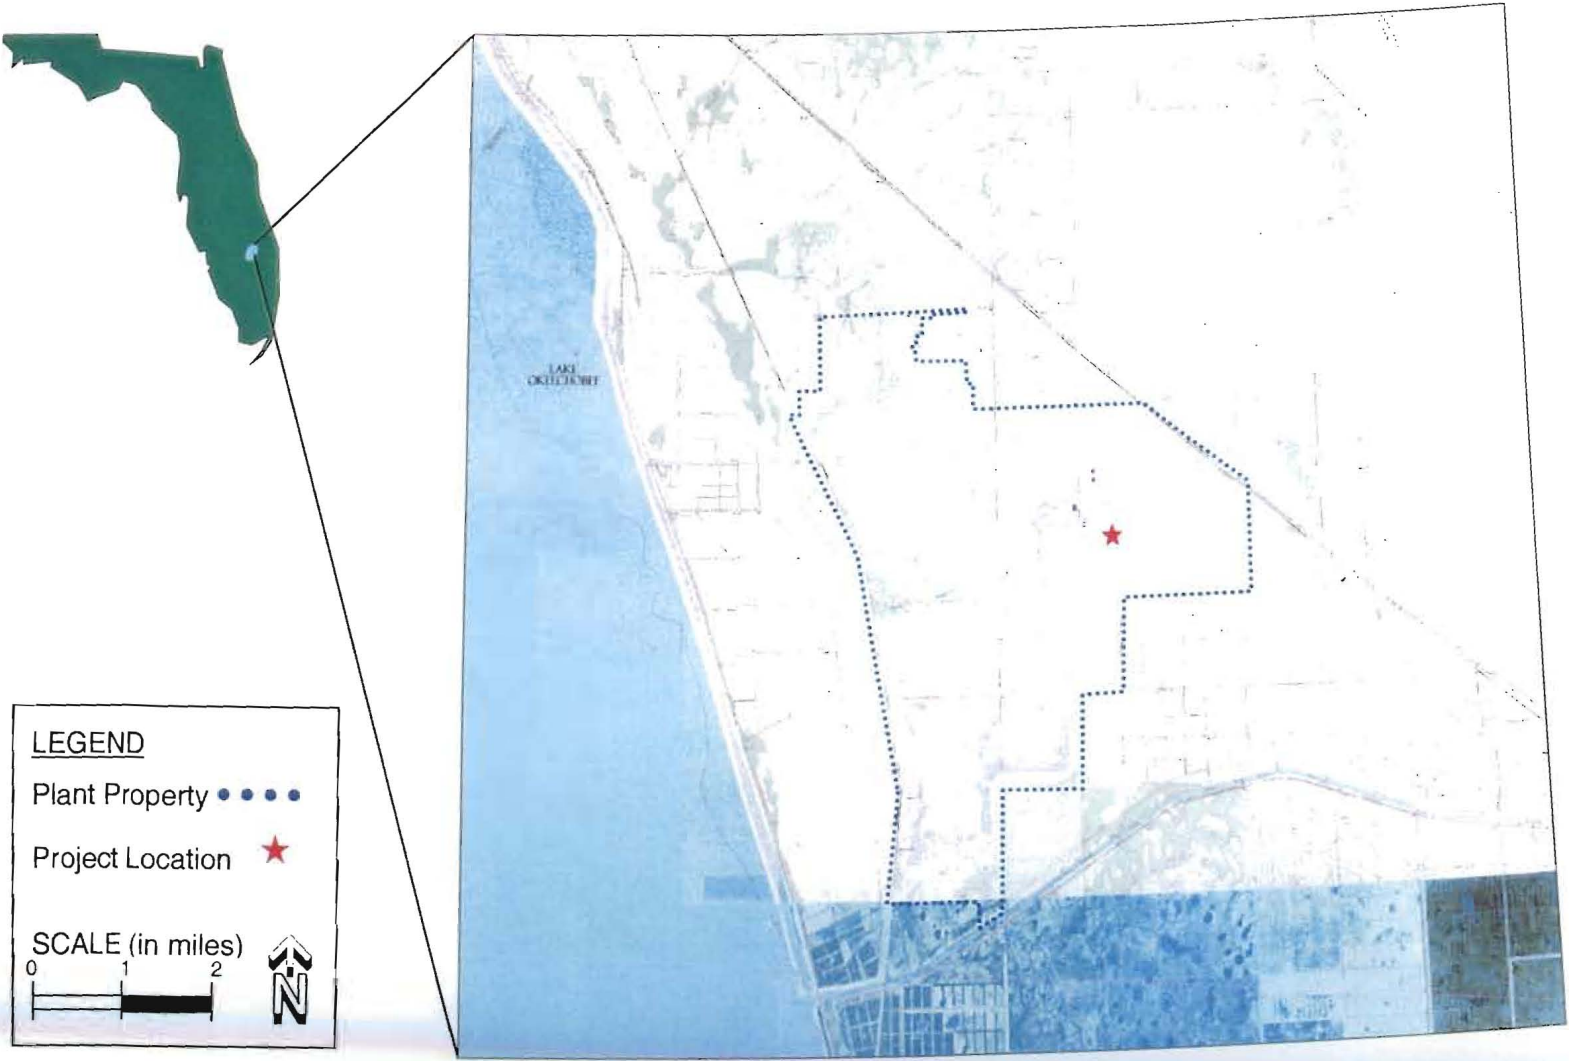 LAKE
OKEECHOBEE
LEGEND
Plant Property
Project Location
SCALE (in miles)
0 1 2
N